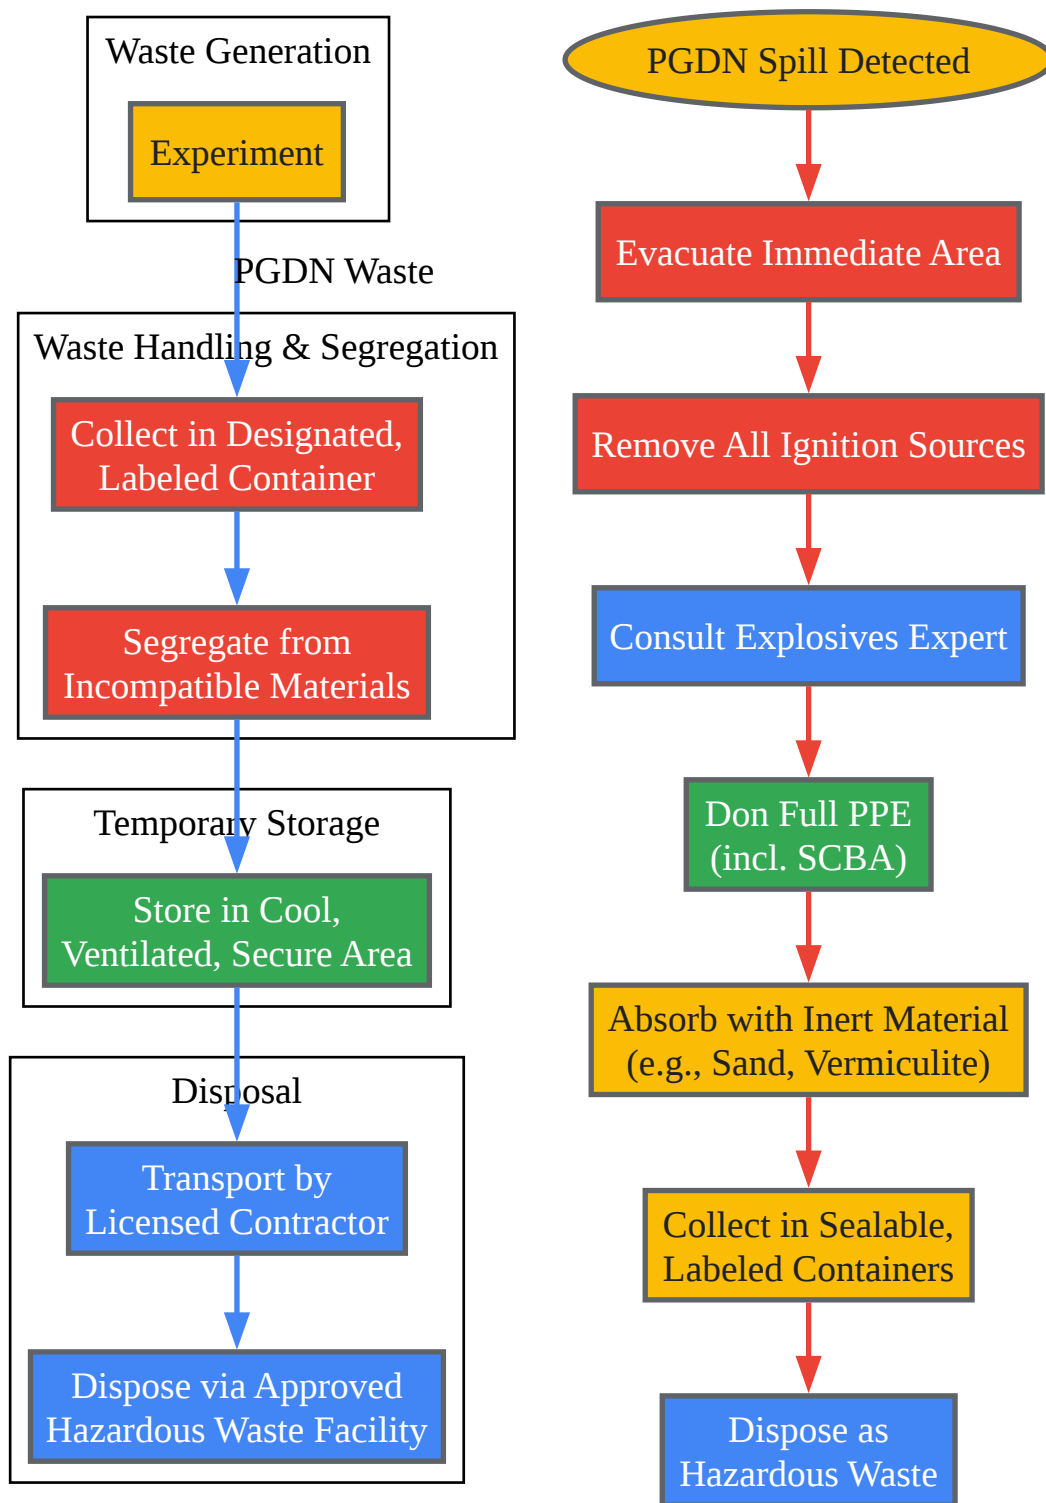 Waste Generation
Experiment
PGDN Waste
Waste Handling & Segregation
Collect in Designated,
Labeled Container
Segregate from
Incompatible Materials
Temporary Storage
Store in Cool,
Ventilated, Secure Area
Disposal
Transport by
Licensed Contractor
Dispose via Approved
Hazardous Waste Facility
PGDN Spill Detected
Evacuate Immediate Area
Remove All Ignition Sources
Consult Explosives Expert
Don Full PPE
(incl. SCBA)
Absorb with Inert Material
(e.g., Sand, Vermiculite)
Collect in Sealable,
Labeled Containers
Dispose as
Hazardous Waste